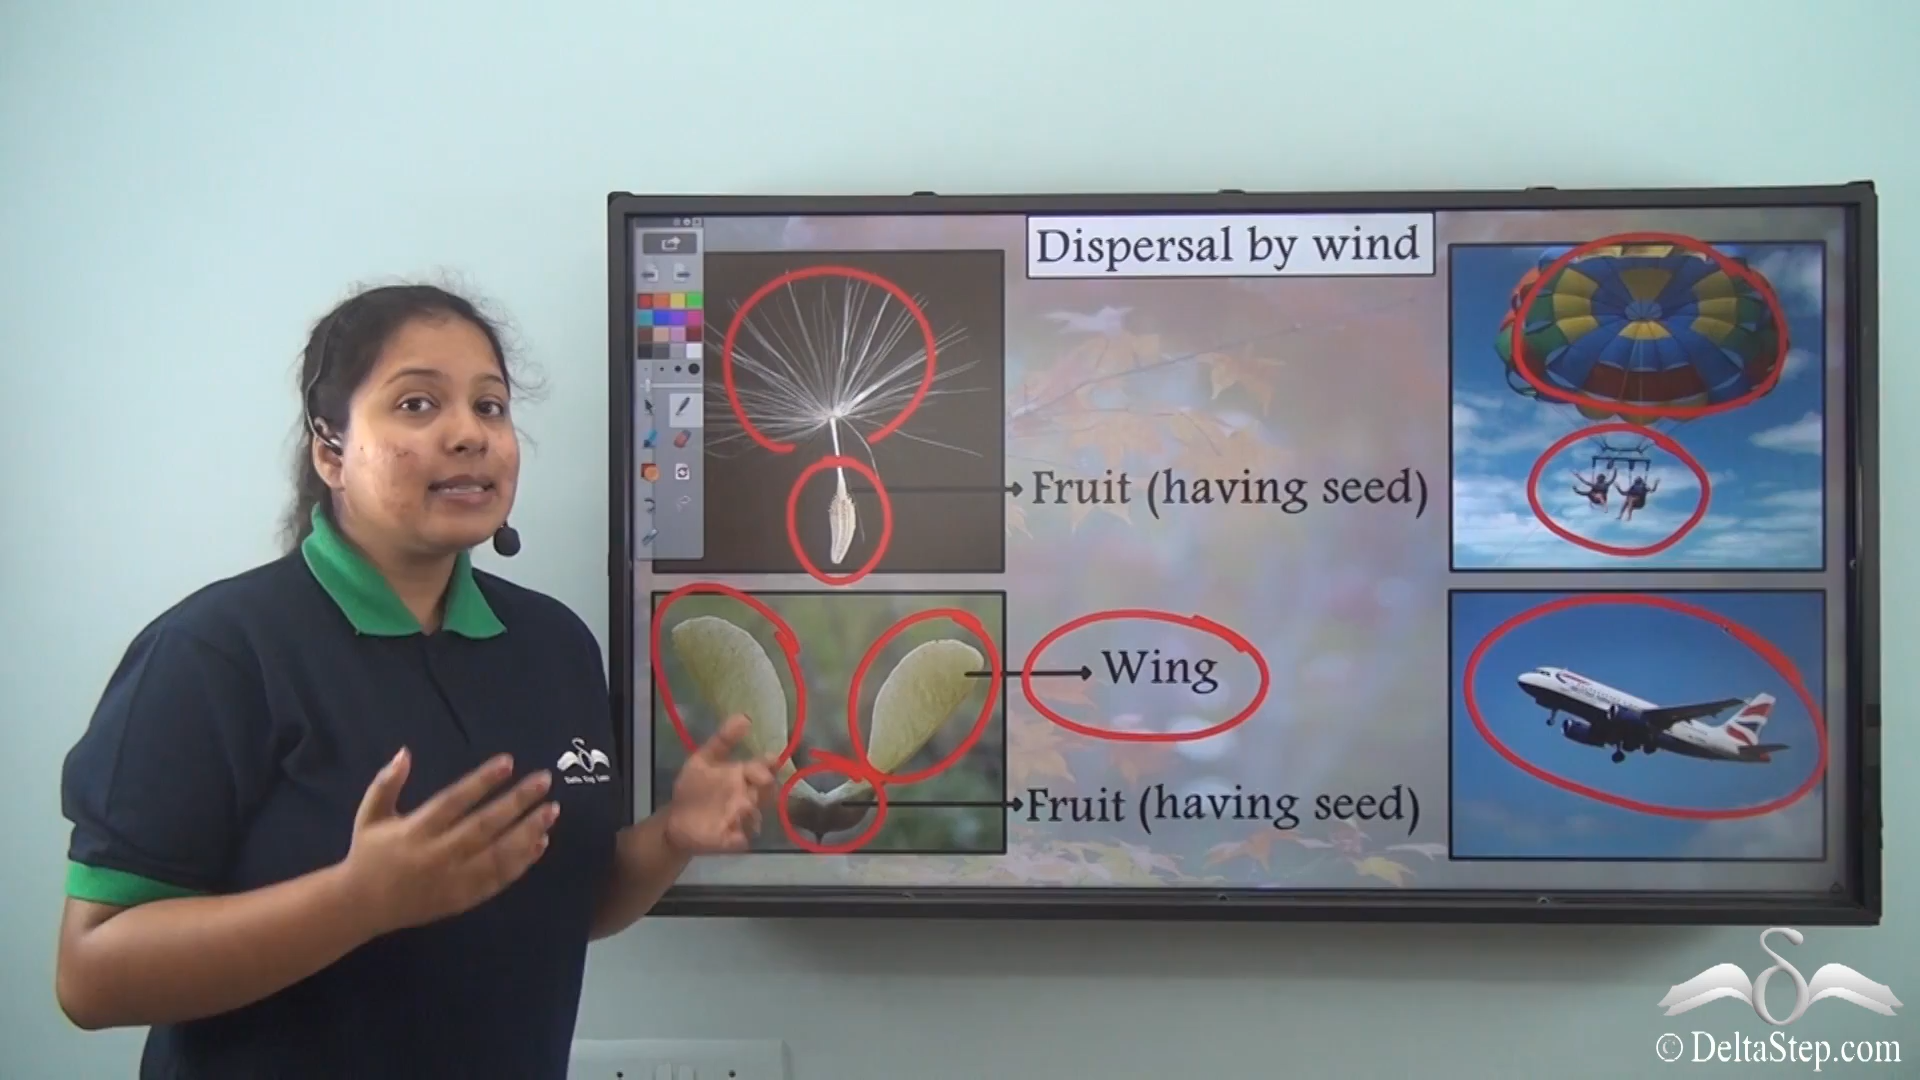 Dispersal by wind
Fruit (having seed)
Wing
Fruit (having seed)
© DeltaStep.com